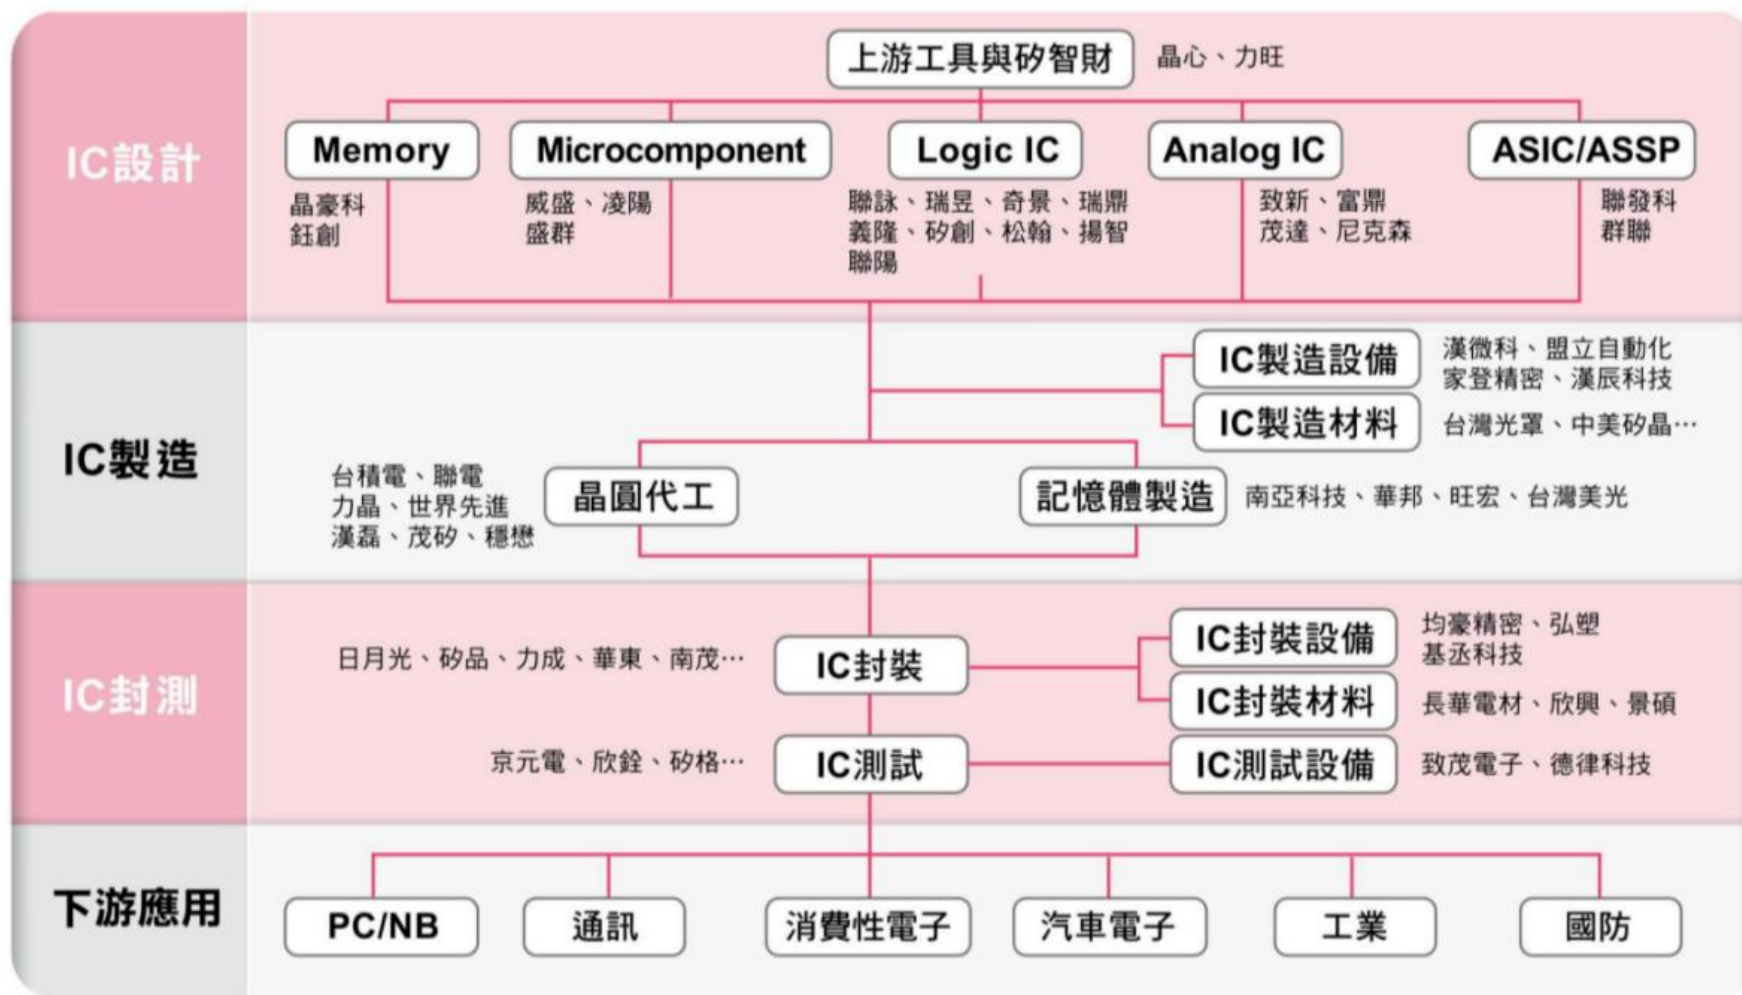 上游工具與矽智財
晶心、力旺
IC設計
Memory
Microcomponent
Logic IC
Analog IC
ASIC/ASSP
晶豪科
鈺創
威盛、凌陽
盛群
聯詠、瑞昱、奇景、瑞鼎
義隆、矽創、松翰、揚智
聯陽
致新、富鼎
茂達、尼克森
聯發科
群聯
IC製造
IC製造設備
漢微科、盟立自動化
家登精密、漢辰科技
IC製造材料
台灣光罩、中美矽晶…
台積電、聯電
力晶、世界先進
漢磊、茂矽、穩懋
晶圓代工
記憶體製造
南亞科技、華邦、旺宏、台灣美光
IC封測
日月光、矽品、力成、華東、南茂…
IC封裝
IC封裝設備
均豪精密、弘塑
基丞科技
IC封裝材料
長華電材、欣興、景碩
京元電、欣銓、矽格…
IC測試
IC測試設備
致茂電子、德律科技
下游應用
PC/NB
通訊
消費性電子
汽車電子
工業
國防